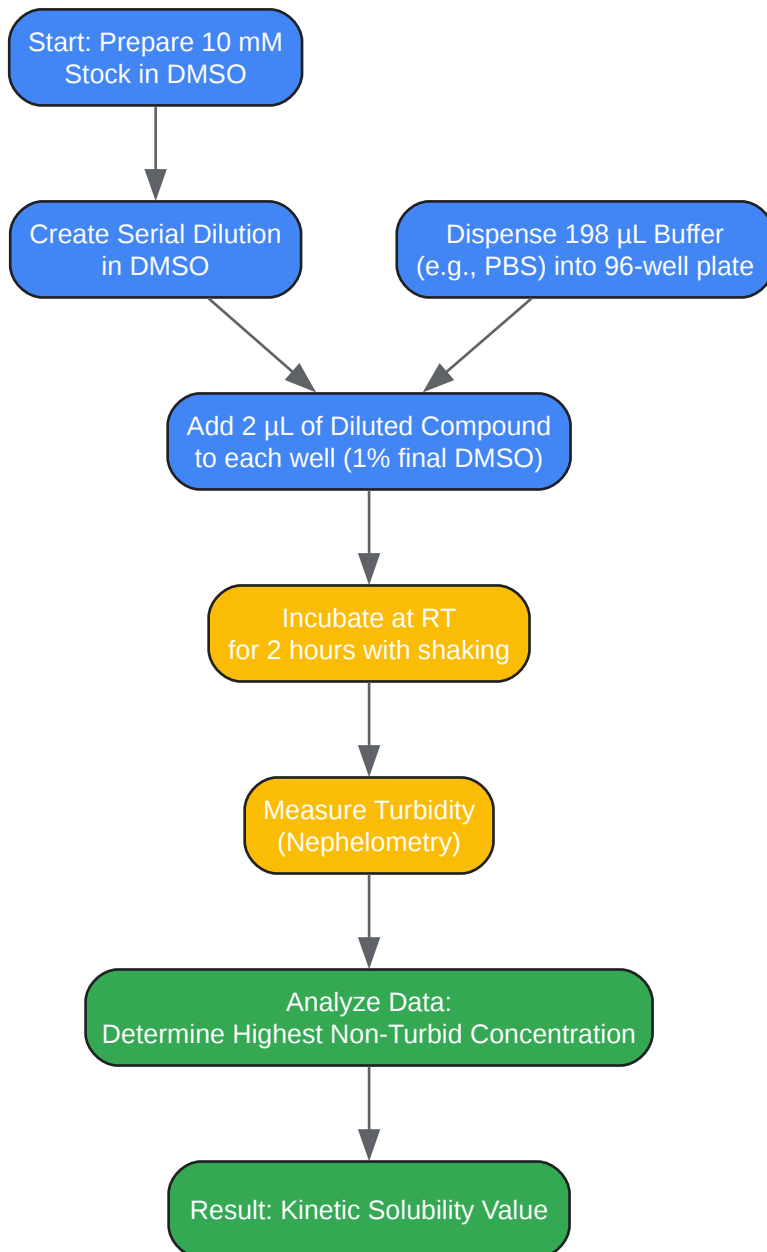 Start: Prepare 10 mM
Stock in DMSO
Create Serial Dilution
in DMSO
Dispense 198 µL Buffer
(e.g., PBS) into 96-well plate
Add 2 µL of Diluted Compound
to each well (1% final DMSO)
Incubate at RT
for 2 hours with shaking
Measure Turbidity
(Nephelometry)
Analyze Data:
Determine Highest Non-Turbid Concentration
Result: Kinetic Solubility Value